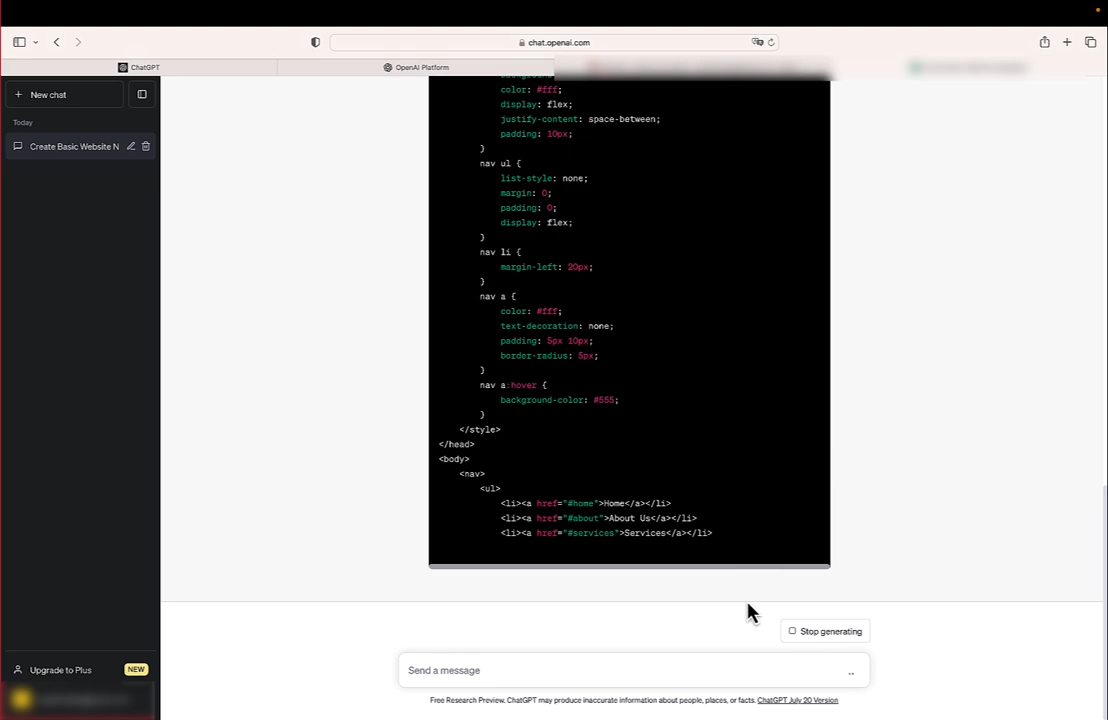 chat.openai.com
ChatGPT
OpenAI Platform
New chat
Today
Create Basic Website N
color: #fff;
display: flex;
justify-content: space-between;
padding: 10px;
}
nav ul {
list-style: none;
margin: 0;
padding: 0;
display: flex;
}
nav li {
margin-left: 20px;
}
nav a {
color: #fff;
text-decoration: none;
padding: 5px 10px;
border-radius: 5px;
}
nav a:hover {
background-color: #555;
}
</style>
</head>
<body>
<nav>
<ul>
<li><a href="#home">Home</a></li>
<li><a href="#about">About Us</a></li>
<li><a href="#services">Services</a></li>
Stop generating
Upgrade to Plus NEW
Send a message
Free Research Preview. ChatGPT may produce inaccurate information about people, places, or facts. ChatGPT July 20 Version